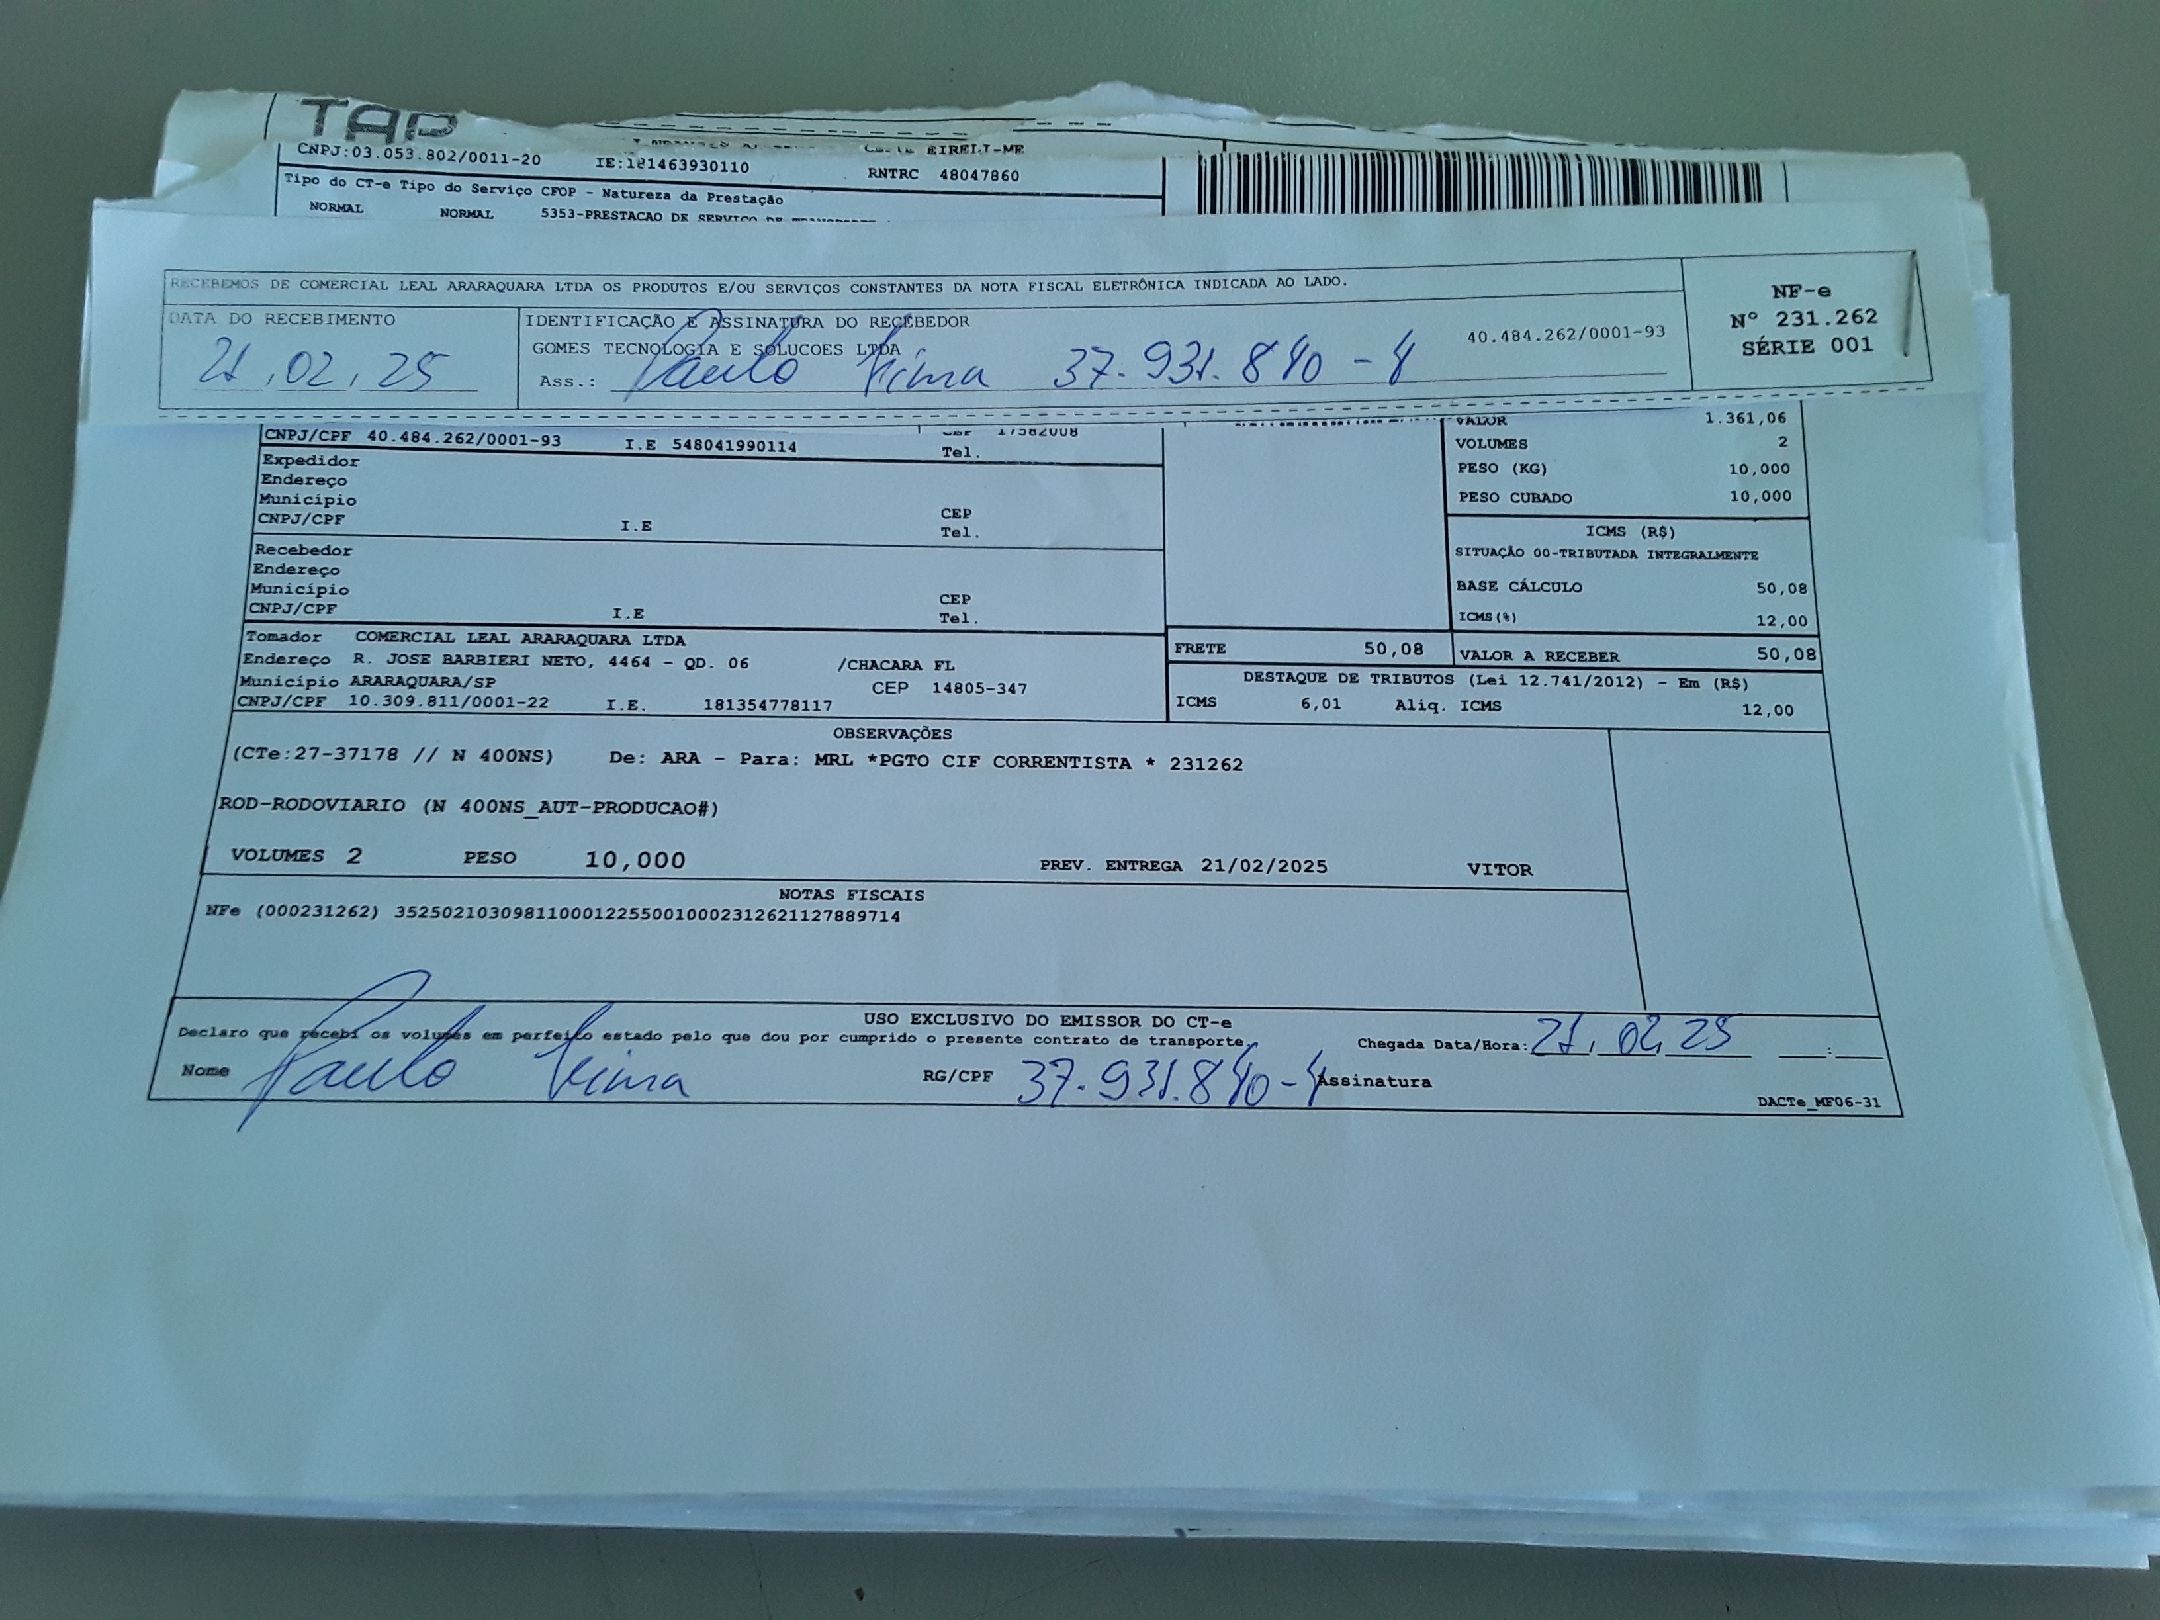 TAP
EIRELI-ME
CNPJ:03.053.802/0011-20 IE:181463930110 RNTRC 48047860
Tipo do CT-e Tipo do Serviço CFOP - Natureza da Prestação
NORMAL NORMAL 5353-PRESTACAO DE SERVICO DE
RECEBEMOS DE COMERCIAL LEAL ARARAQUARA LTDA OS PRODUTOS E/OU SERVIÇOS CONSTANTES DA NOTA FISCAL ELETRÔNICA INDICADA AO LADO.
NF-e
Nº 231.262
SÉRIE 001
DATA DO RECEBIMENTO IDENTIFICAÇÃO E ASSINATURA DO RECEBEDOR
GOMES TECNOLOGIA E SOLUCOES LTDA 40.484.262/0001-93
21.02.25 Ass.: Paulo 37.931.840-4
CNPJ/CPF 40.484.262/0001-93 I.E 548041990114 Tel.
CEP 17582008
VALOR 1.361,06
VOLUMES 2
PESO (KG) 10,000
PESO CUBADO 10,000
Expedidor
Endereço
Município CEP
CNPJ/CPF I.E Tel.
ICMS (R$)
SITUAÇÃO 00-TRIBUTADA INTEGRALMENTE
BASE CÁLCULO 50,08
ICMS(%) 12,00
Recebedor
Endereço
Município CEP
CNPJ/CPF I.E Tel.
Tomador COMERCIAL LEAL ARARAQUARA LTDA
Endereço R. JOSE BARBIERI NETO, 4464 - QD. 06 /CHACARA FL
Município ARARAQUARA/SP CEP 14805-347
CNPJ/CPF 10.309.811/0001-22 I.E. 181354778117
FRETE 50,08 VALOR A RECEBER 50,08
DESTAQUE DE TRIBUTOS (Lei 12.741/2012) - Em (R$)
ICMS 6,01 Aliq. ICMS 12,00
OBSERVAÇÕES
(CTe:27-37178 // N 400NS) De: ARA - Para: MRL *PGTO CIF CORRENTISTA * 231262
ROD-RODOVIARIO (N 400NS_AUT-PRODUCAO#)
VOLUMES 2 PESO 10,000 PREV. ENTREGA 21/02/2025 VITOR
NOTAS FISCAIS
NFe (000231262) 35250210309811000122550010002312621127889714
USO EXCLUSIVO DO EMISSOR DO CT-e
Declaro que recebi os volumes em perfeito estado pelo que dou por cumprido o presente contrato de transporte. Chegada Data/Hora: 21.02.25 __:__
Nome Paulo RG/CPF 37.931.840-4 Assinatura
DACTe_MF06-31